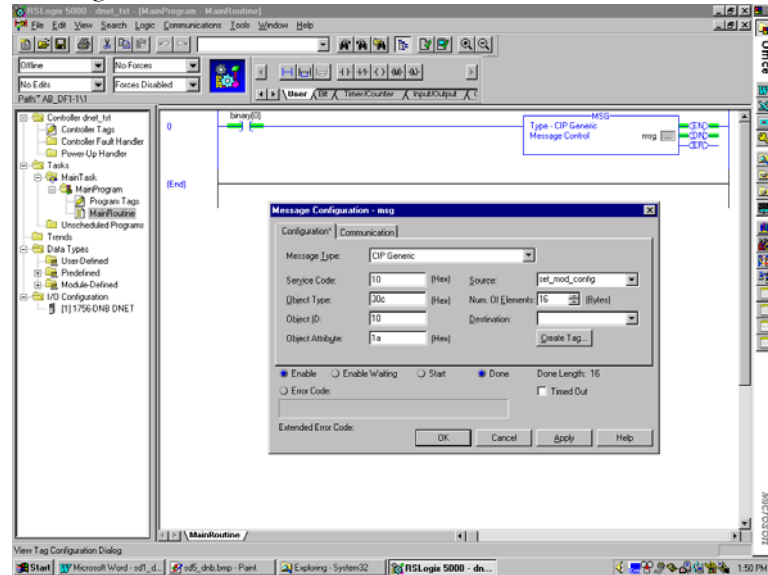 RSLogix 5000 - dnet_tst - [MainProgram - MainRoutine]
File Edit View Search Logic Communications Tools Window Help
Offline
No Forces
No Edits
Forces Disabled
Path: AB_DF1-1\1
User Bit Timer/Counter Input/Output
Office
Controller dnet_tst
Controller Tags
Controller Fault Handler
Power-Up Handler
Tasks
MainTask
MainProgram
Program Tags
MainRoutine
Unscheduled Programs
Trends
Data Types
User-Defined
Predefined
Module-Defined
I/O Configuration
[1] 1756-DNB DNET
0
binary[0]
MSG
Type - CIP Generic
Message Control msg ...
EN
DN
ER
(End)
Message Configuration - msg
Configuration* Communication
Message Type: CIP Generic
Service Code: 10 (Hex) Source: set_mod_config
Object Type: 30c (Hex) Num. Of Elements: 16 (Bytes)
Object ID: 10 Destination:
Object Attribute: 1a (Hex) Create Tag...
Enable Enable Waiting Start Done Done Length: 16
Error Code: Timed Out
Extended Error Code:
OK Cancel Apply Help
MainRoutine
Microsoft
View Tag Configuration Dialog
Start Microsoft Word - sd1_d... sd5_dnb.bmp - Paint Exploring - System32 RSLogix 5000 - dn... 1:50 PM